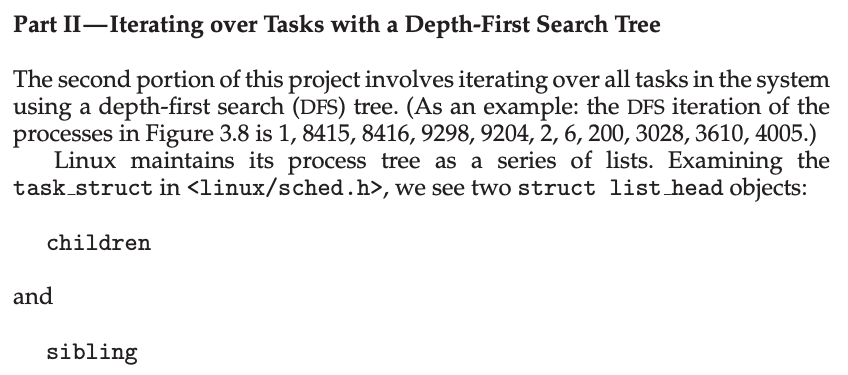 Part II—Iterating over Tasks with a Depth-First Search Tree
The second portion of this project involves iterating over all tasks in the system
using a depth-first search (DFS) tree. (As an example: the DFS iteration of the
processes in Figure 3.8 is 1, 8415, 8416, 9298, 9204, 2, 6, 200, 3028, 3610, 4005.)
Linux maintains its process tree as a series of lists. Examining the
task_struct in <linux/sched.h>, we see two struct list_head objects:
children
and
sibling